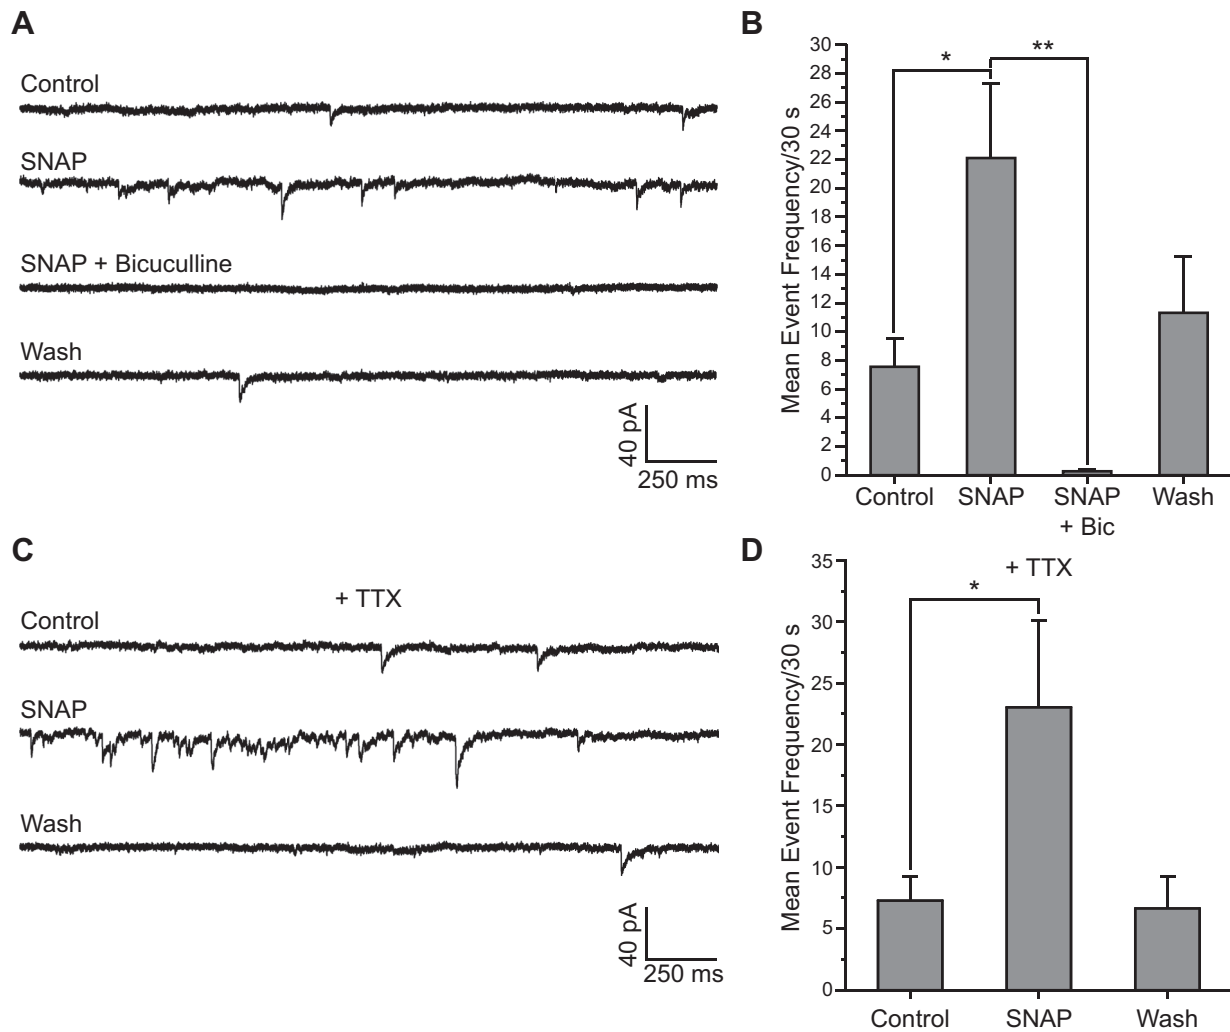 A
Control
SNAP
SNAP + Bicuculline
Wash
40 pA
250 ms
B
Mean Event Frequency/30 s
30
28
26
24
22
20
18
16
14
12
10
8
6
4
2
0
*
**
Control
SNAP
SNAP
+ Bic
Wash
C
+ TTX
Control
SNAP
Wash
40 pA
250 ms
D
+ TTX
Mean Event Frequency/30 s
35
30
25
20
15
10
5
0
*
Control
SNAP
Wash